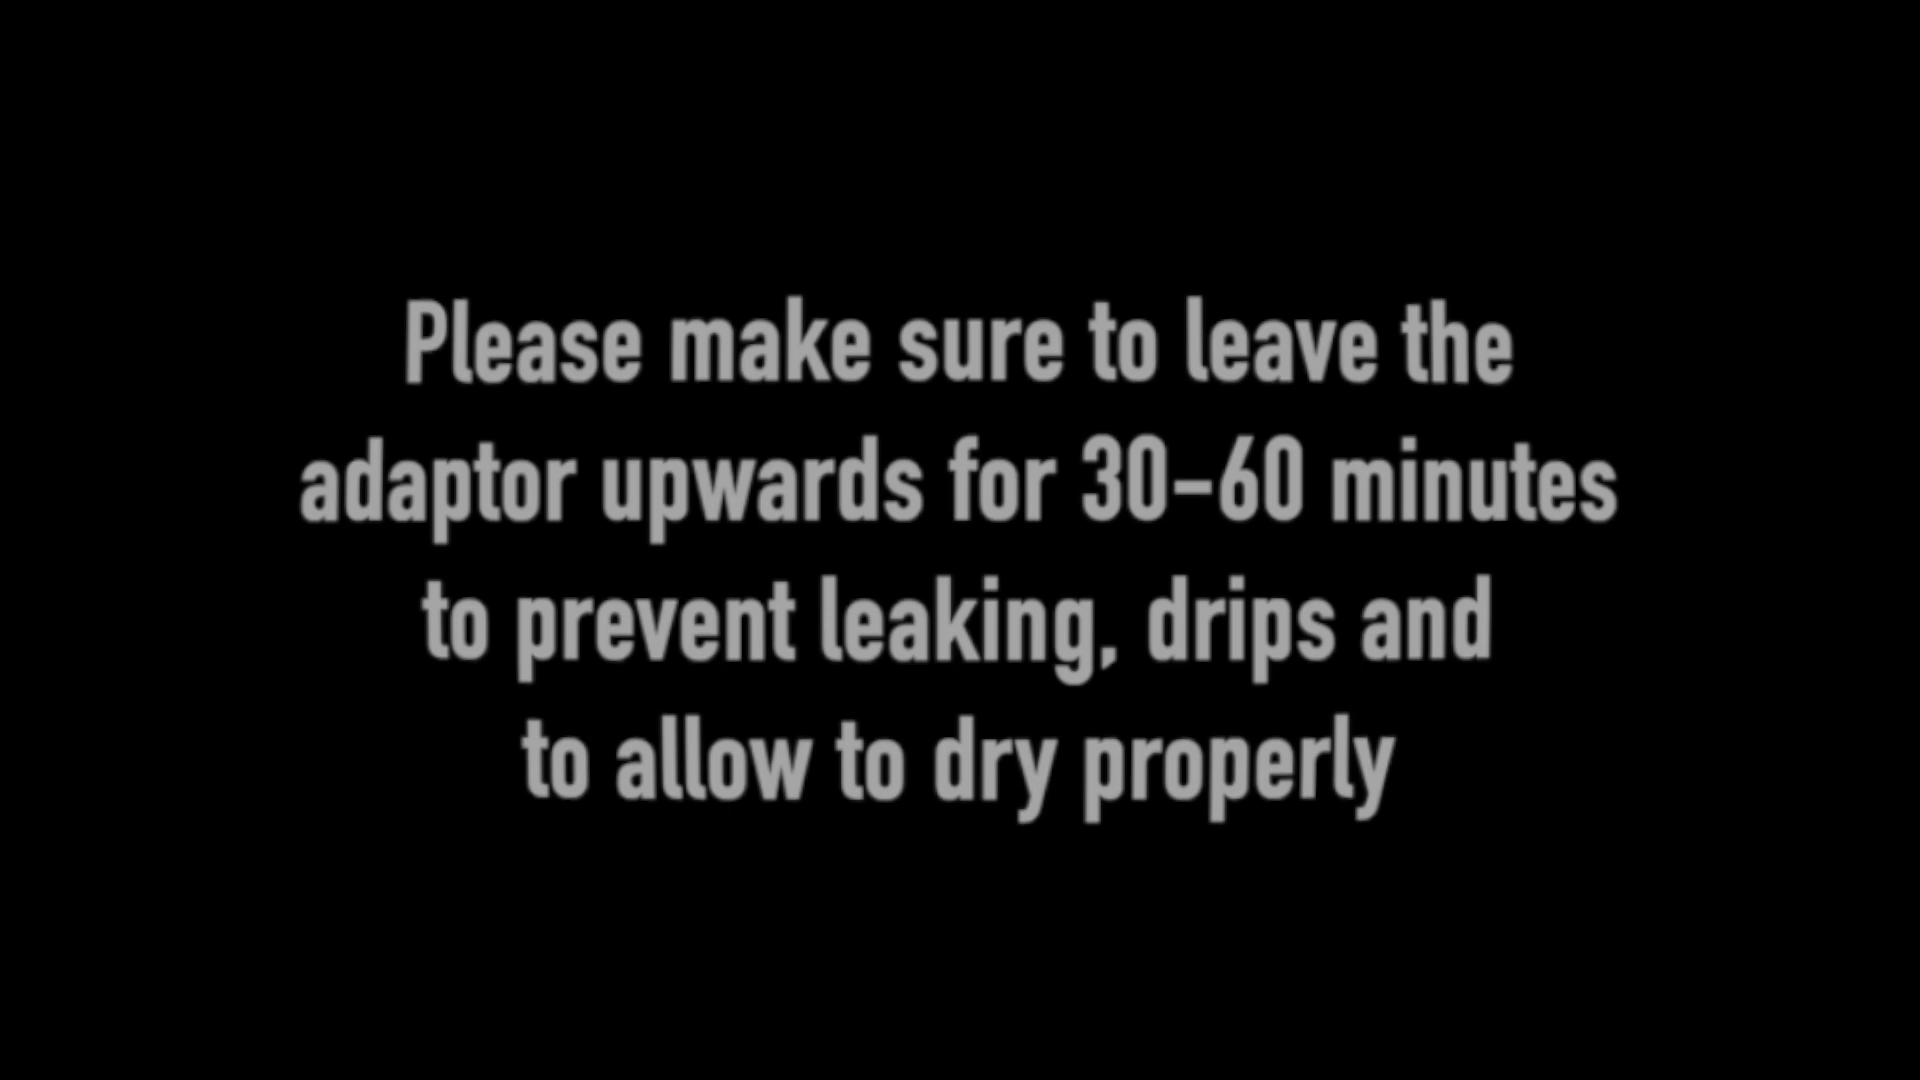 Please make sure to leave the
adaptor upwards for 30–60 minutes
to prevent leaking, drips and
to allow to dry properly